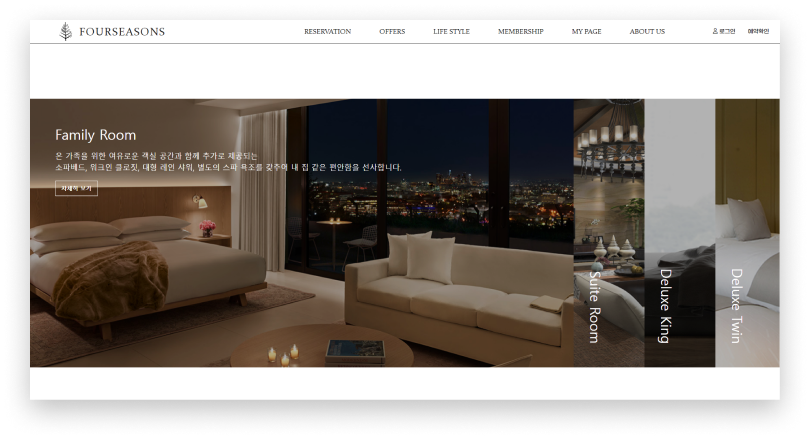 FOURSEASONS
RESERVATION OFFERS LIFE STYLE MEMBERSHIP MY PAGE ABOUT US 로그인 예약확인
Family Room
온 가족을 위한 여유로운 객실 공간과 함께 추가로 제공되는
소파베드, 워크인 클로짓, 대형 레인 샤워, 별도의 스파 욕조를 갖추어 내 집 같은 편안함을 선사합니다.
자세히 보기
Suite Room
Deluxe King
Deluxe Twin